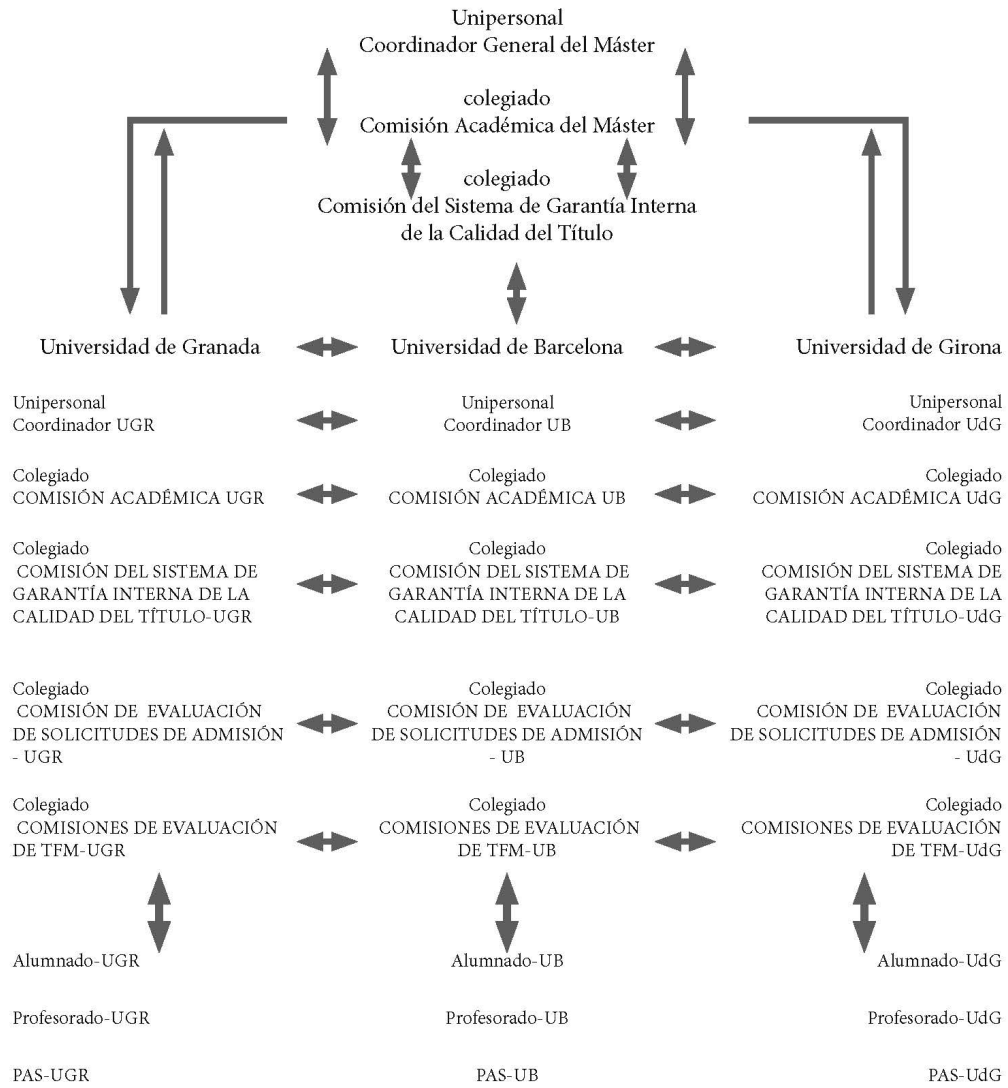 Unipersonal
Coordinador General del Máster
colegiado
Comisión Académica del Máster
colegiado
Comisión del Sistema de Garantía Interna
de la Calidad del Título
Universidad de Granada
Universidad de Barcelona
Universidad de Girona
Unipersonal
Coordinador UGR
Unipersonal
Coordinador UB
Unipersonal
Coordinador UdG
Colegiado
COMISIÓN ACADÉMICA UGR
Colegiado
COMISIÓN ACADÉMICA UB
Colegiado
COMISIÓN ACADÉMICA UdG
Colegiado
COMISIÓN DEL SISTEMA DE
GARANTÍA INTERNA DE LA
CALIDAD DEL TÍTULO-UGR
Colegiado
COMISIÓN DEL SISTEMA DE
GARANTÍA INTERNA DE LA
CALIDAD DEL TÍTULO-UB
Colegiado
COMISIÓN DEL SISTEMA DE
GARANTÍA INTERNA DE LA
CALIDAD DEL TÍTULO-UdG
Colegiado
COMISIÓN DE EVALUACIÓN
DE SOLICITUDES DE ADMISIÓN
- UGR
Colegiado
COMISIÓN DE EVALUACIÓN
DE SOLICITUDES DE ADMISIÓN
- UB
Colegiado
COMISIÓN DE EVALUACIÓN
DE SOLICITUDES DE ADMISIÓN
- UdG
Colegiado
COMISIONES DE EVALUACIÓN
DE TFM-UGR
Colegiado
COMISIONES DE EVALUACIÓN
DE TFM-UB
Colegiado
COMISIONES DE EVALUACIÓN
DE TFM-UdG
Alumnado-UGR
Alumnado-UB
Alumnado-UdG
Profesorado-UGR
Profesorado-UB
Profesorado-UdG
PAS-UGR
PAS-UB
PAS-UdG